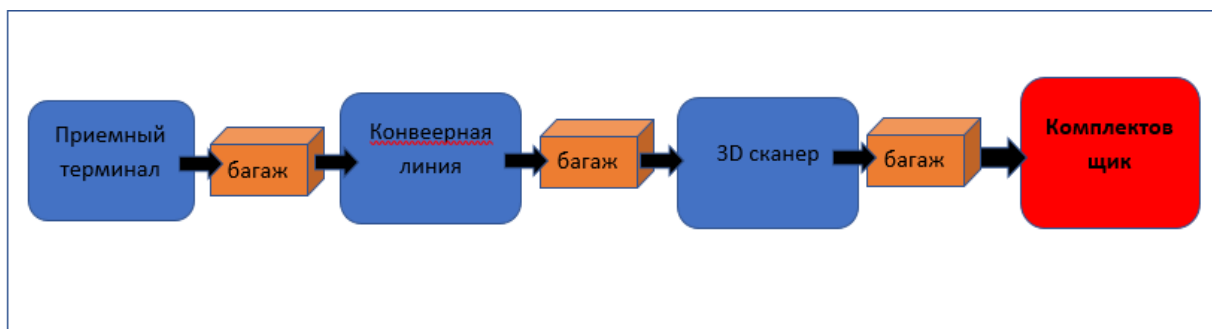 Приемный
терминал
багаж
Конвеерная
линия
багаж
3D сканер
багаж
Комплектов
щик